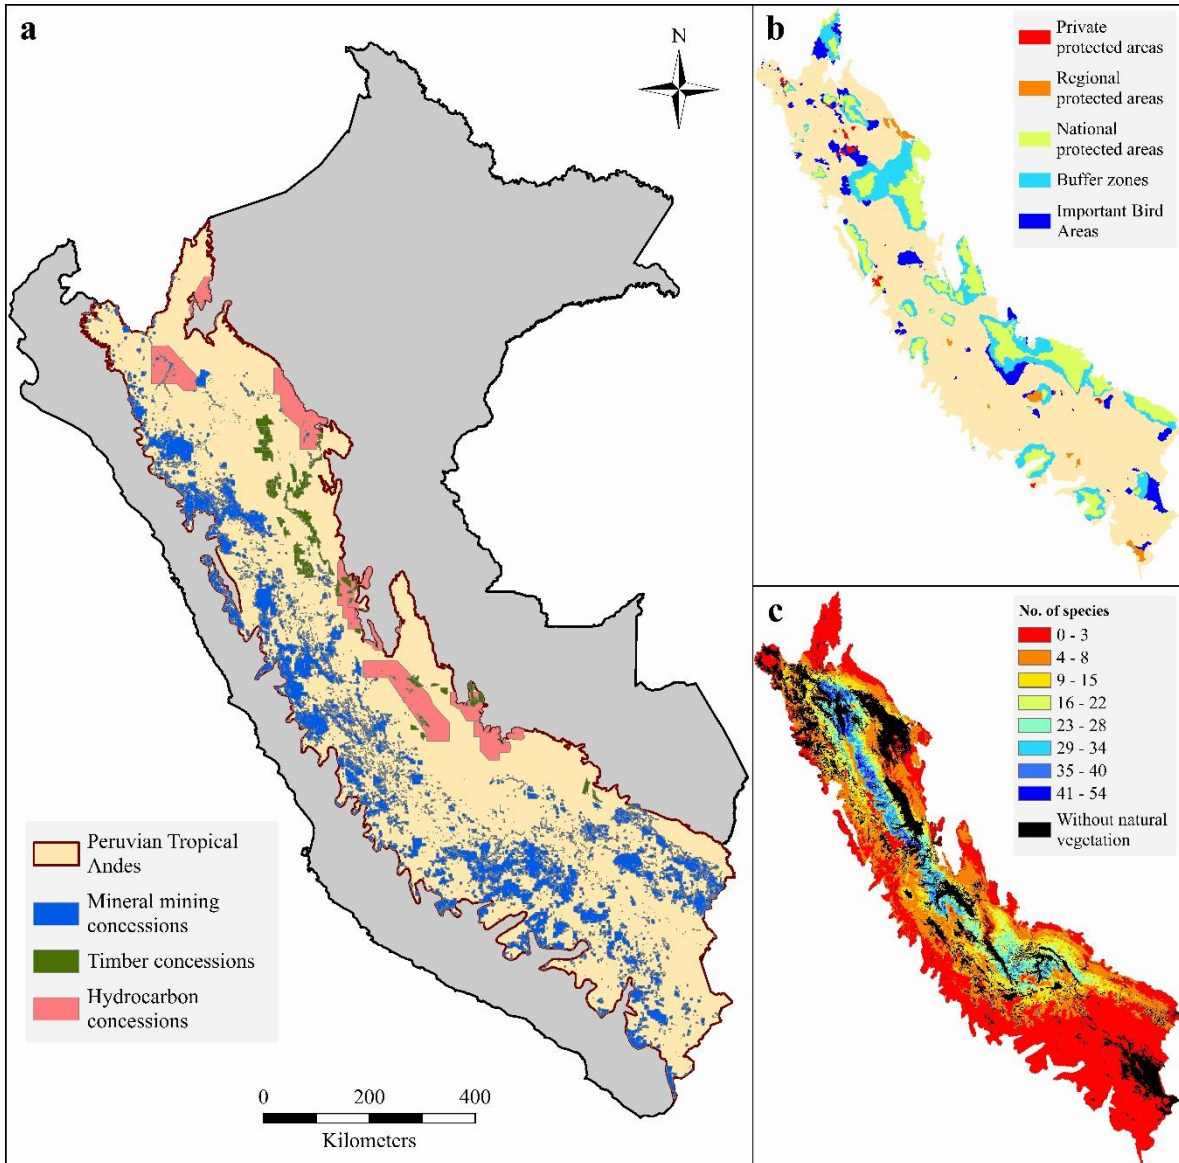 a
N
Peruvian Tropical
Andes
Mineral mining
concessions
Timber concessions
Hydrocarbon
concessions
0 200 400
Kilometers
b
Private
protected areas
Regional
protected areas
National
protected areas
Buffer zones
Important Bird
Areas
c
No. of species
0 - 3
4 - 8
9 - 15
16 - 22
23 - 28
29 - 34
35 - 40
41 - 54
Without natural
vegetation